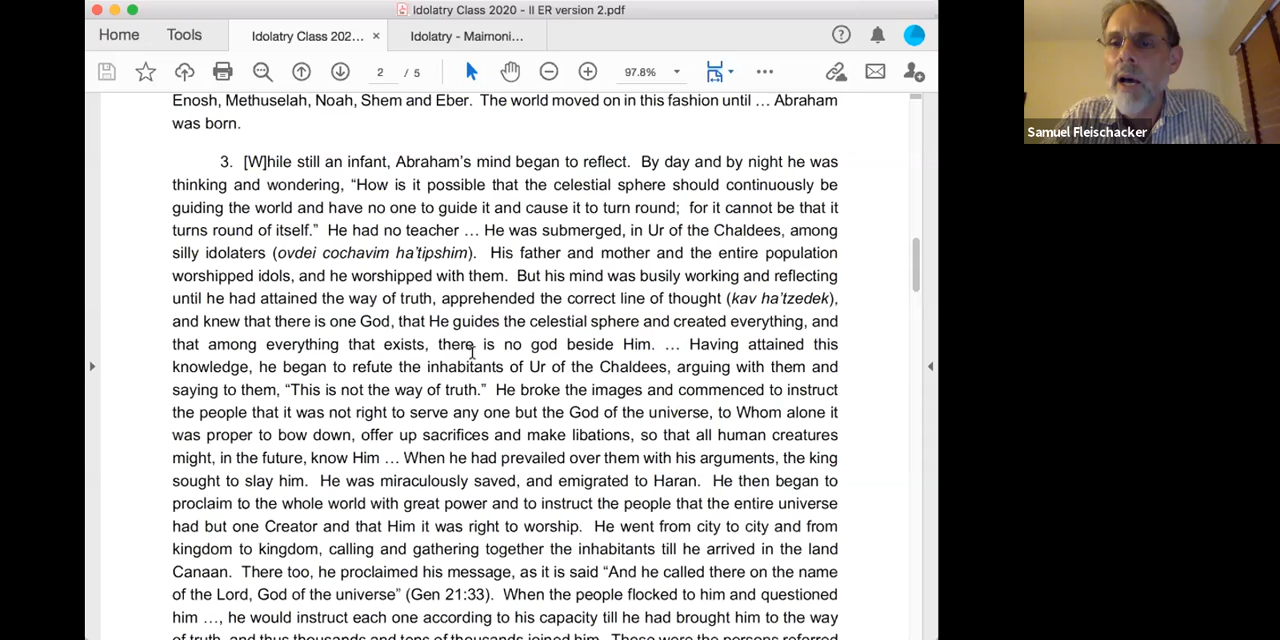 Idolatry Class 2020 - II ER version 2.pdf
Home
Tools
Idolatry Class 202... ×
Idolatry - Maimoni...
2 / 5
97.8%
Enosh, Methuselah, Noah, Shem and Eber. The world moved on in this fashion until … Abraham
was born.
3. [W]hile still an infant, Abraham’s mind began to reflect. By day and by night he was
thinking and wondering, “How is it possible that the celestial sphere should continuously be
guiding the world and have no one to guide it and cause it to turn round; for it cannot be that it
turns round of itself.” He had no teacher … He was submerged, in Ur of the Chaldees, among
silly idolaters (ovdei cochavim ha’tipshim). His father and mother and the entire population
worshipped idols, and he worshipped with them. But his mind was busily working and reflecting
until he had attained the way of truth, apprehended the correct line of thought (kav ha’tzedek),
and knew that there is one God, that He guides the celestial sphere and created everything, and
that among everything that exists, there is no god beside Him. … Having attained this
knowledge, he began to refute the inhabitants of Ur of the Chaldees, arguing with them and
saying to them, “This is not the way of truth.” He broke the images and commenced to instruct
the people that it was not right to serve any one but the God of the universe, to Whom alone it
was proper to bow down, offer up sacrifices and make libations, so that all human creatures
might, in the future, know Him … When he had prevailed over them with his arguments, the king
sought to slay him. He was miraculously saved, and emigrated to Haran. He then began to
proclaim to the whole world with great power and to instruct the people that the entire universe
had but one Creator and that Him it was right to worship. He went from city to city and from
kingdom to kingdom, calling and gathering together the inhabitants till he arrived in the land
Canaan. There too, he proclaimed his message, as it is said “And he called there on the name
of the Lord, God of the universe” (Gen 21:33). When the people flocked to him and questioned
him …, he would instruct each one according to his capacity till he had brought him to the way
of truth, and thus thousands and tens of thousands joined him. These were the persons referred
Samuel Fleischacker